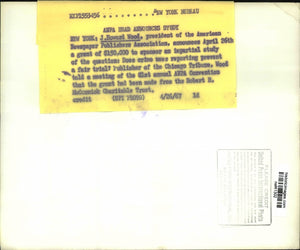 NEW YORK BUREAU
ANPA HEAD ANNOUNCES STUDY
NEW YORK: J. Howard Wood, president of the American
Newspaper Publishers Association, announces April 26th
a grant of $150,000 to sponsor an impartial study
of the question: Does crime news reporting prevent
a fair trial? Publisher of the Chicago Tribune, Wood
told a meeting of the 81st annual ANPA Convention
that the grant had been made from the Robert R.
McCormick Charitable Trust.
credit (UPI PHOTO) 4/26/67